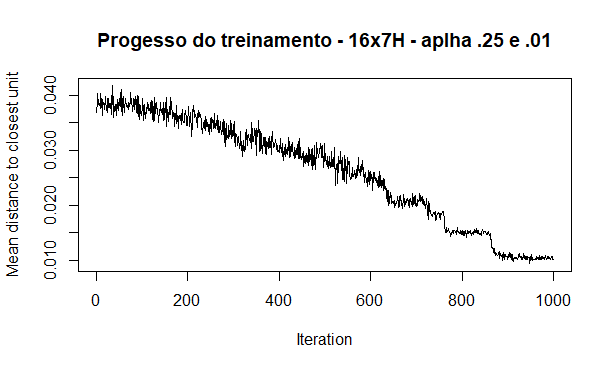 Progesso do treinamento - 16x7H - aplha .25 e .01
Mean distance to closest unit
0.040
0.030
0.020
0.010
0 200 400 600 800 1000
Iteration